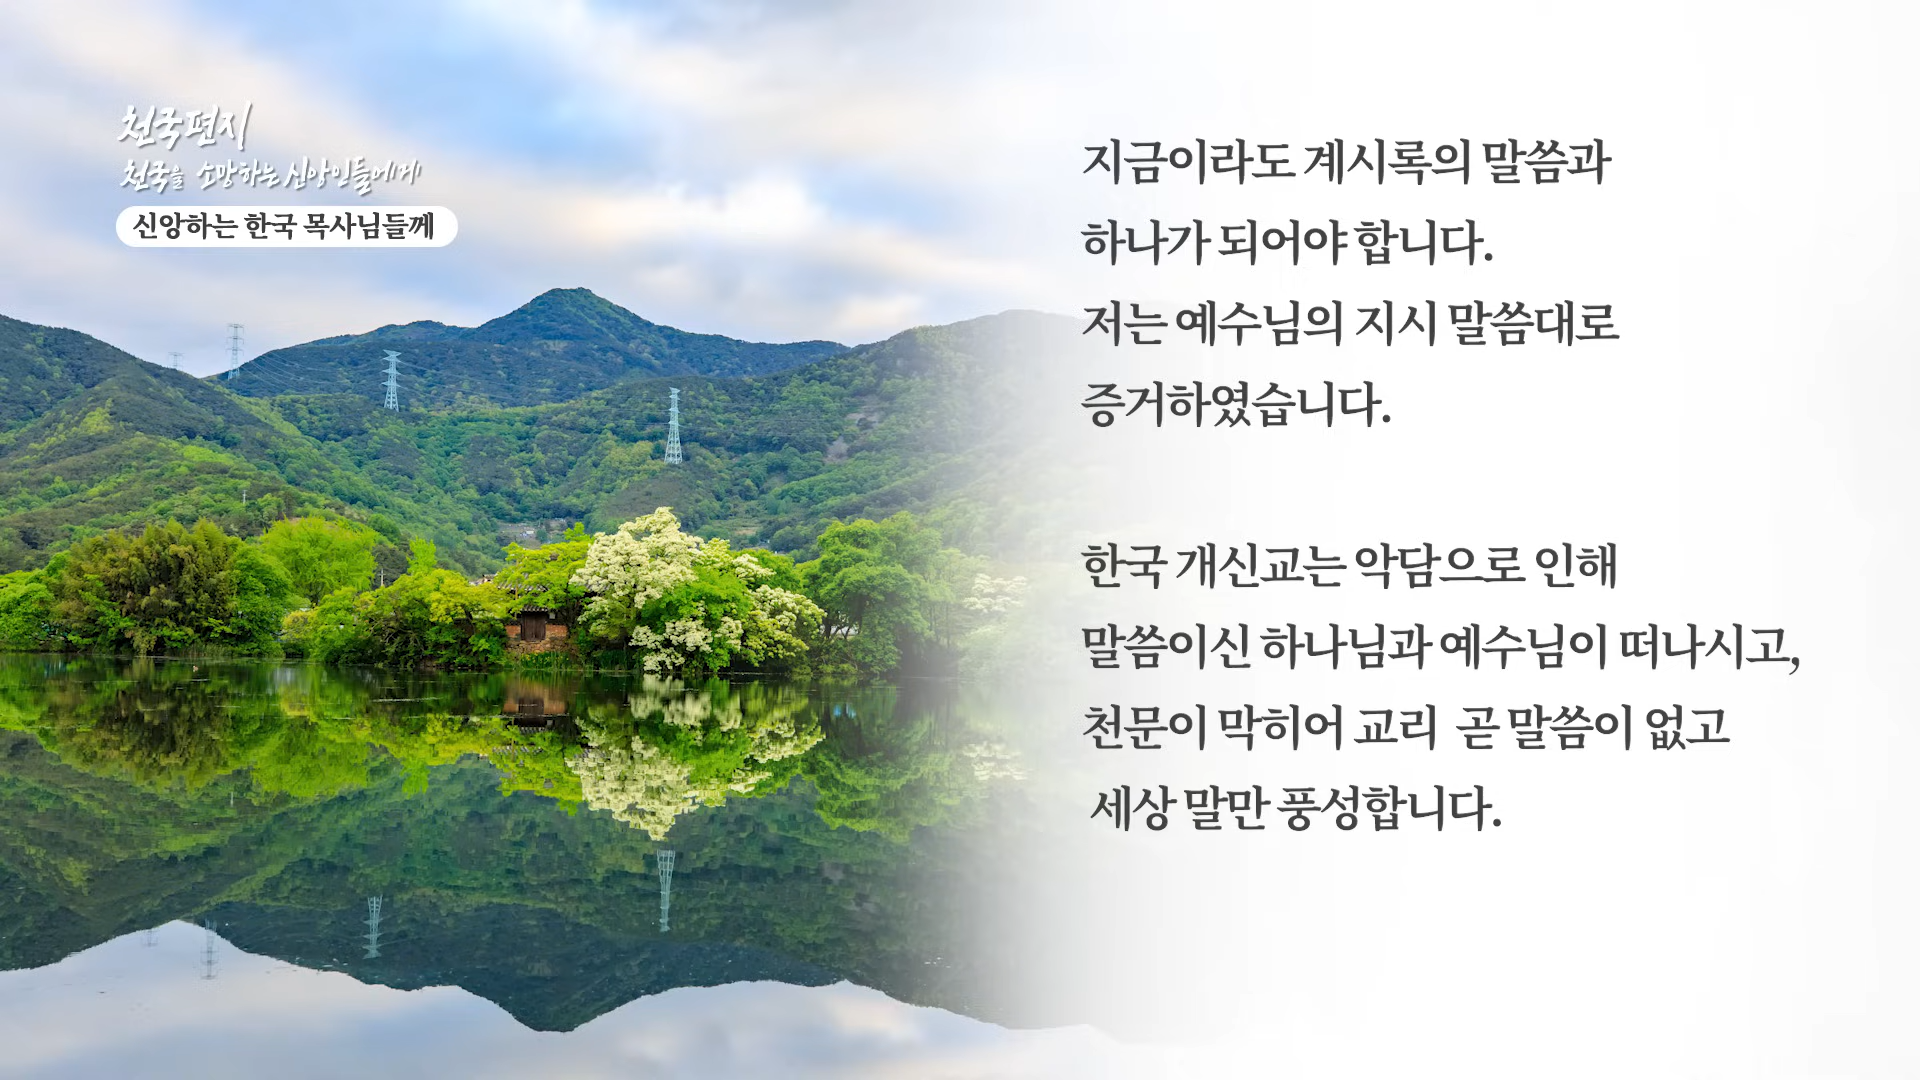 천국편지
천국을 소망하는 신앙인들에게
신앙하는 한국 목사님들께
지금이라도 계시록의 말씀과
하나가 되어야 합니다.
저는 예수님의 지시 말씀대로
증거하였습니다.
한국 개신교는 악담으로 인해
말씀이신 하나님과 예수님이 떠나시고,
천문이 막히어 교리 곧 말씀이 없고
세상 말만 풍성합니다.